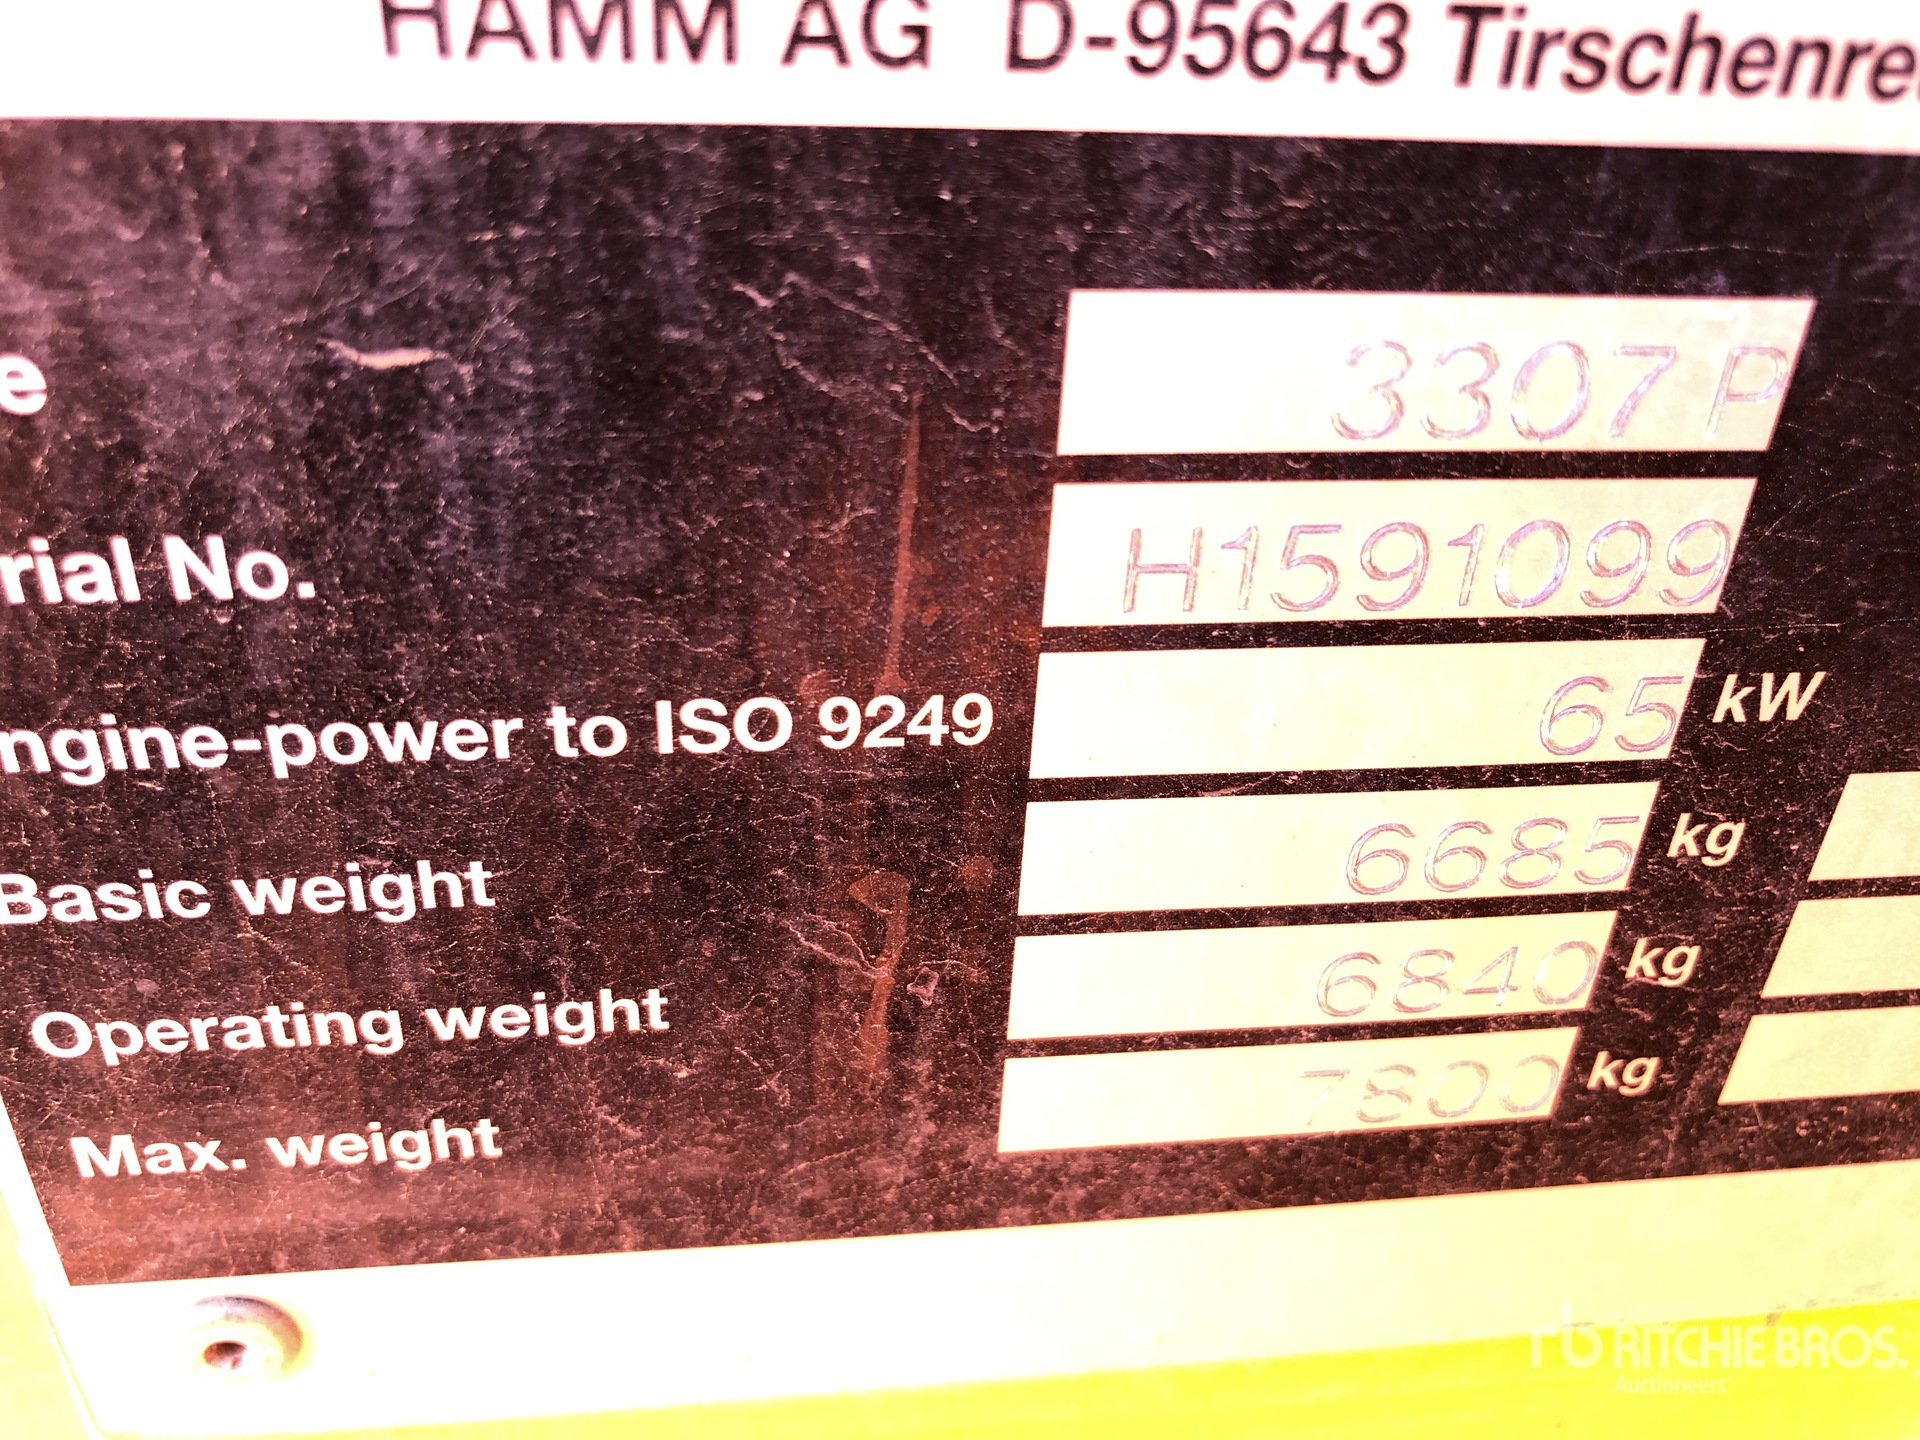 HAMM AG D-95643 Tirschenre
e 3307 P
rial No. H1591099
ngine-power to ISO 9249 65 kW
Basic weight 6685 kg
Operating weight 6840 kg
Max. weight 7800 kg
rb RITCHIE BROS.
Auctioneers